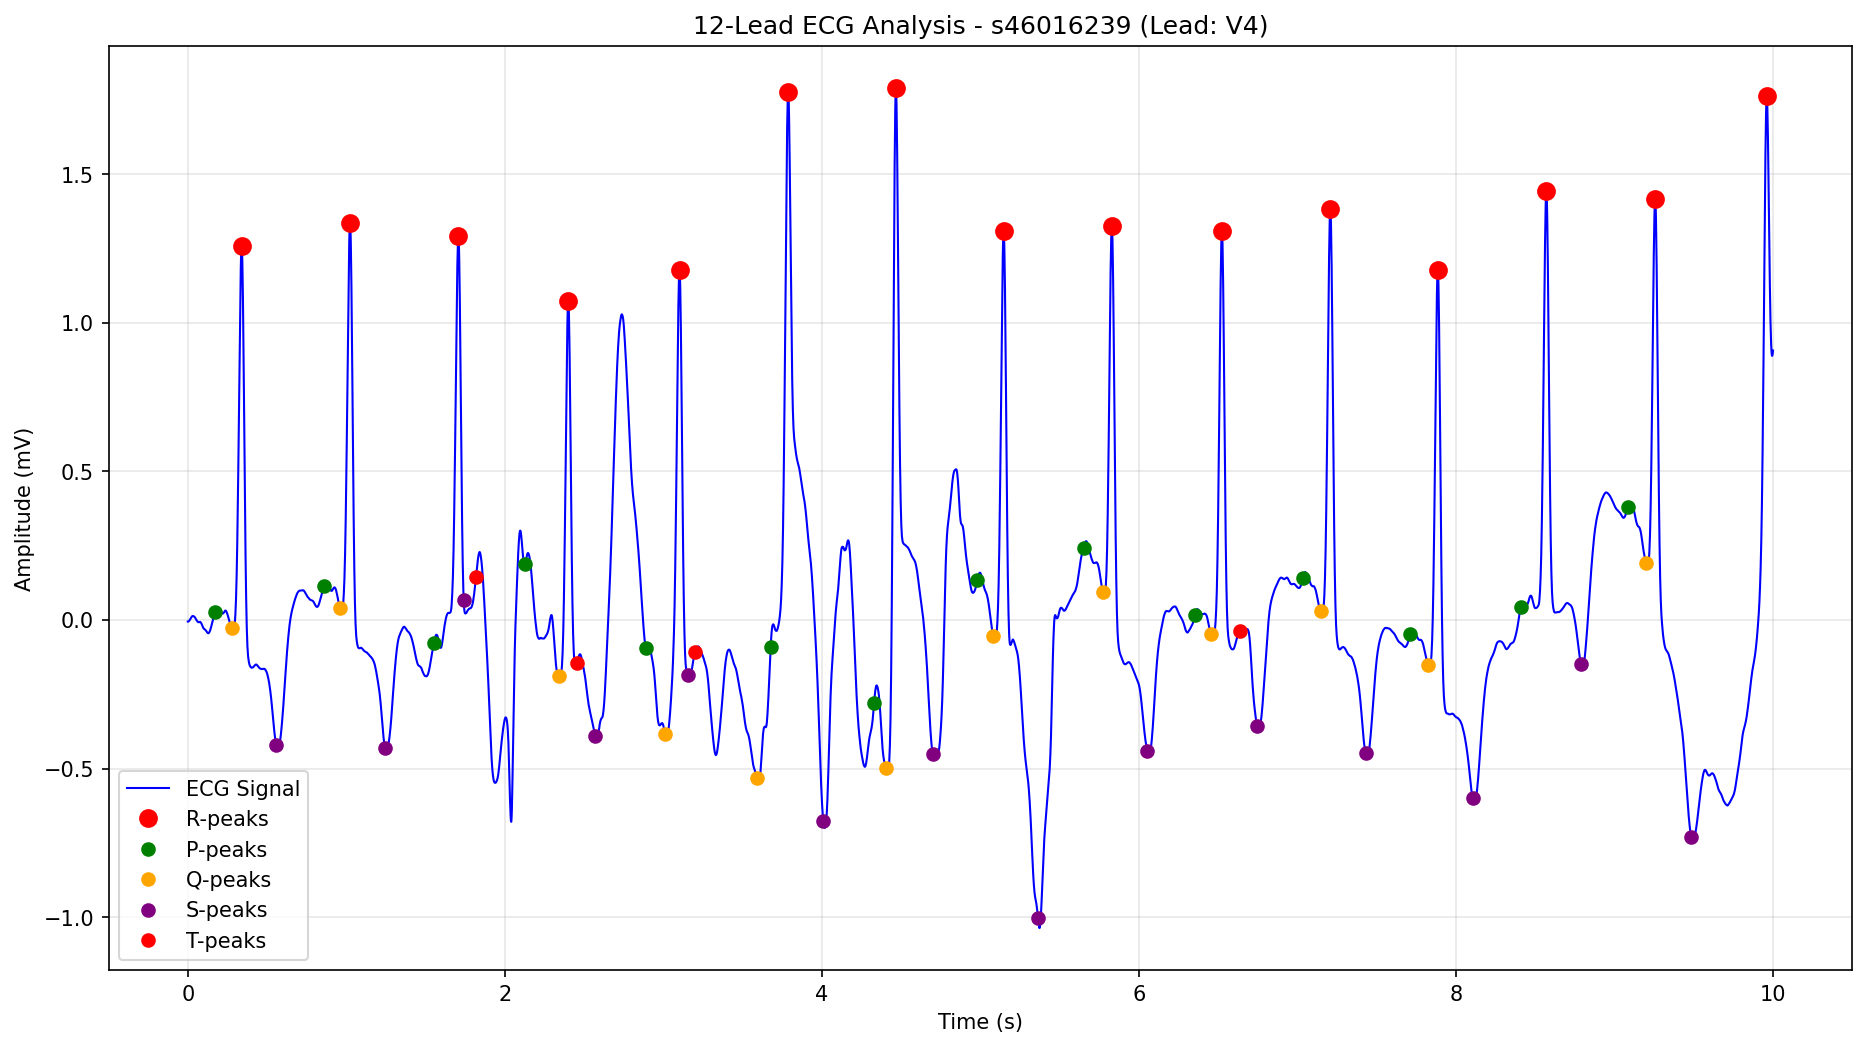 12-Lead ECG Analysis - s46016239 (Lead: V4)
Amplitude (mV)
1.5
1.0
0.5
0.0
−0.5
−1.0
ECG Signal
R-peaks
P-peaks
Q-peaks
S-peaks
T-peaks
0 2 4 6 8 10
Time (s)